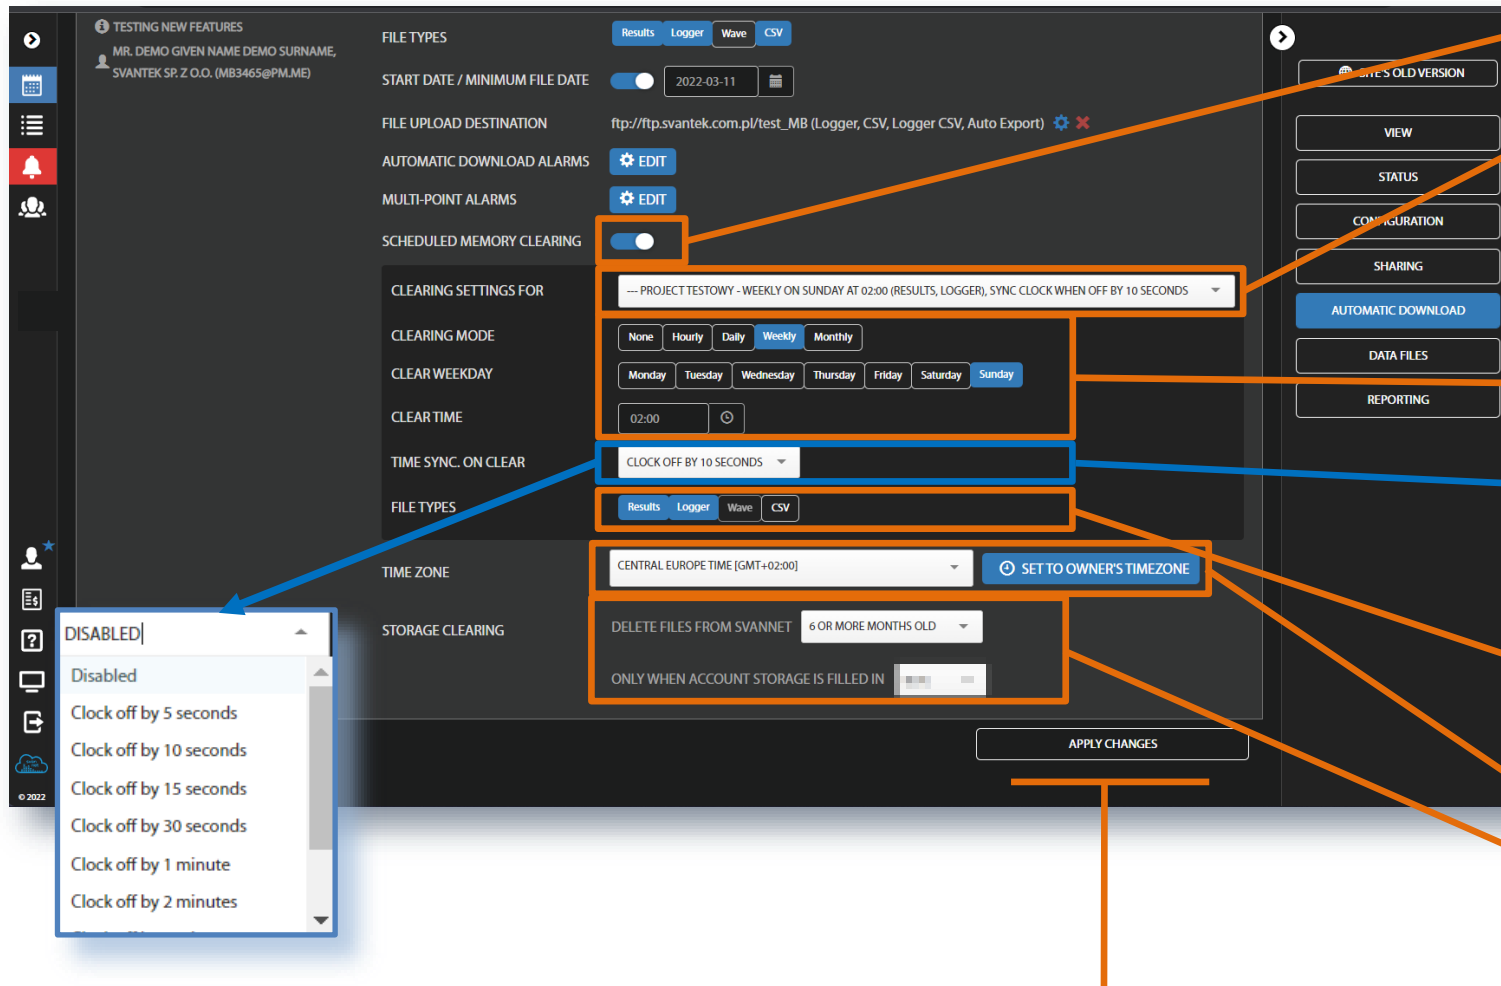 TESTING NEW FEATURES
MR. DEMO GIVEN NAME DEMO SURNAME,
SVANTEK SP. Z O.O. (MB3465@PM.ME)
FILE TYPES
Results Logger Wave CSV
START DATE / MINIMUM FILE DATE
2022-03-11
FILE UPLOAD DESTINATION
ftp://ftp.svantek.com.pl/test_MB (Logger, CSV, Logger CSV, Auto Export)
AUTOMATIC DOWNLOAD ALARMS
EDIT
MULTI-POINT ALARMS
EDIT
SCHEDULED MEMORY CLEARING
CLEARING SETTINGS FOR
--- PROJECT TESTOWY - WEEKLY ON SUNDAY AT 02:00 (RESULTS, LOGGER), SYNC CLOCK WHEN OFF BY 10 SECONDS
CLEARING MODE
None Hourly Daily Weekly Monthly
CLEAR WEEKDAY
Monday Tuesday Wednesday Thursday Friday Saturday Sunday
CLEAR TIME
02:00
TIME SYNC. ON CLEAR
CLOCK OFF BY 10 SECONDS
FILE TYPES
Results Logger Wave CSV
TIME ZONE
CENTRAL EUROPE TIME [GMT+02:00]
SET TO OWNER'S TIMEZONE
STORAGE CLEARING
DELETE FILES FROM SVANNET
6 OR MORE MONTHS OLD
ONLY WHEN ACCOUNT STORAGE IS FILLED IN
APPLY CHANGES
SITE'S OLD VERSION
VIEW
STATUS
CONFIGURATION
SHARING
AUTOMATIC DOWNLOAD
DATA FILES
REPORTING
© 2022
DISABLED
Disabled
Clock off by 5 seconds
Clock off by 10 seconds
Clock off by 15 seconds
Clock off by 30 seconds
Clock off by 1 minute
Clock off by 2 minutes